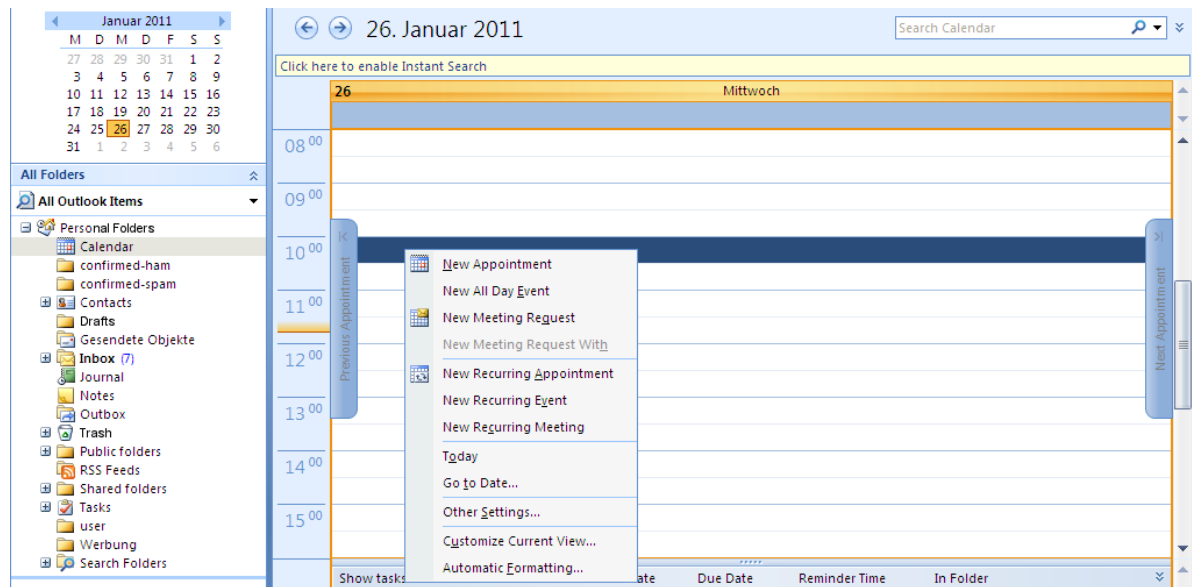 Januar 2011
M D M D F S S
27 28 29 30 31 1 2
3 4 5 6 7 8 9
10 11 12 13 14 15 16
17 18 19 20 21 22 23
24 25 26 27 28 29 30
31 1 2 3 4 5 6
All Folders
All Outlook Items
Personal Folders
Calendar
confirmed-ham
confirmed-spam
Contacts
Drafts
Gesendete Objekte
Inbox (7)
Journal
Notes
Outbox
Trash
Public folders
RSS Feeds
Shared folders
Tasks
user
Werbung
Search Folders
26. Januar 2011
Search Calendar
Click here to enable Instant Search
26 Mittwoch
08 00
09 00
10 00
11 00
12 00
13 00
14 00
15 00
Previous Appointment
New Appointment
New All Day Event
New Meeting Request
New Meeting Request With
New Recurring Appointment
New Recurring Event
New Recurring Meeting
Today
Go to Date...
Other Settings...
Customize Current View...
Automatic Formatting...
Next Appointment
Show tasks ate Due Date Reminder Time In Folder